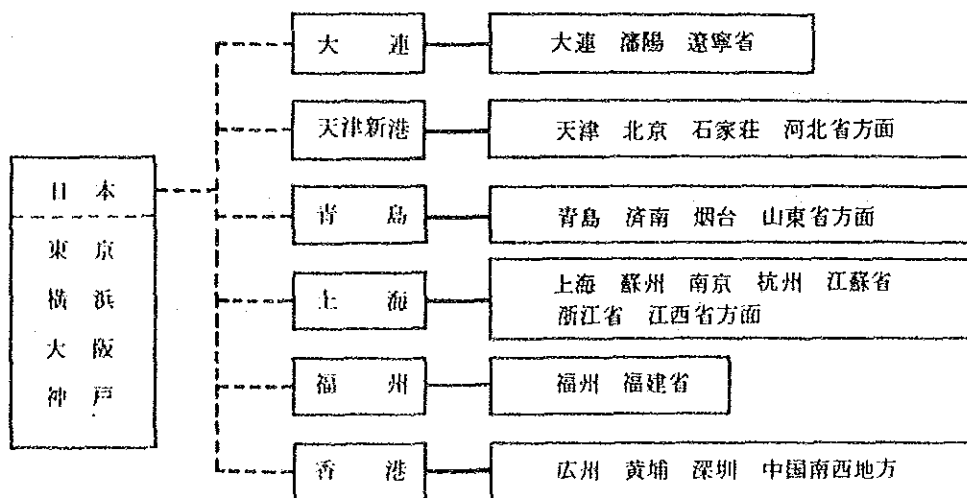 日本
東京
横浜
大阪
神戸
大連
大連 瀋陽 遼寧省
天津新港
天津 北京 石家荘 河北省方面
青島
青島 済南 烟台 山東省方面
上海
上海 蘇州 南京 杭州 江蘇省
浙江省 江西省方面
福州
福州 福建省
香港
広州 黄埔 深圳 中国南西地方